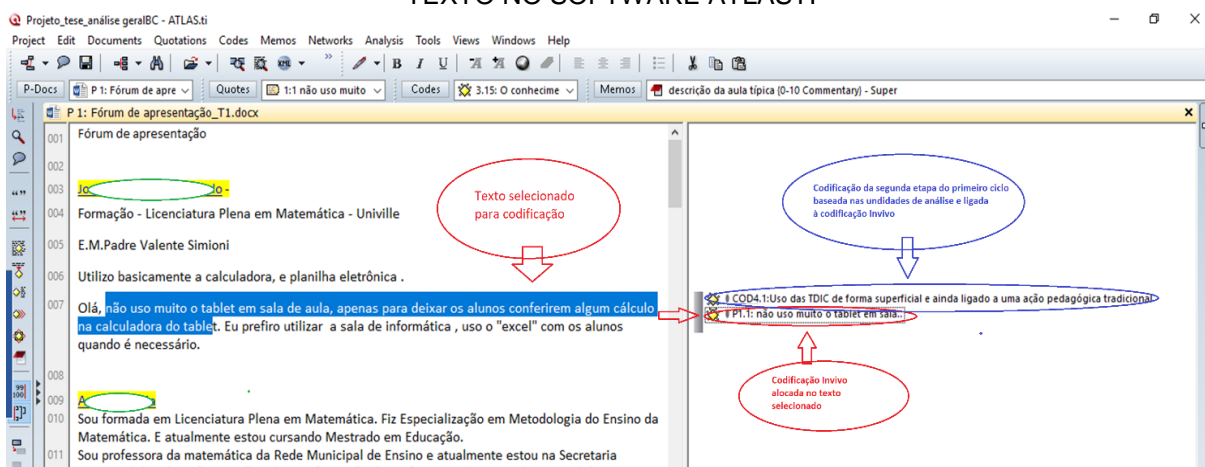 TEXTO NO SOFTWARE ATLASTI
Projeto_tese_análise geralBC - ATLAS.ti
Project Edit Documents Quotations Codes Memos Networks Analysis Tools Views Windows Help
B I U
P-Docs P 1: Fórum de apre Quotes 1:1 não uso muito Codes 3.15: O conhecime Memos descrição da aula típica {0-10 Commentary} - Super
P 1: Fórum de apresentação_T1.docx
001 Fórum de apresentação
002
003 Jo lo -
004 Formação - Licenciatura Plena em Matemática - Univille
005 E.M.Padre Valente Simioni
006 Utilizo basicamente a calculadora, e planilha eletrônica .
007 Olá, não uso muito o tablet em sala de aula, apenas para deixar os alunos conferirem algum cálculo
na calculadora do tablet. Eu prefiro utilizar a sala de informática , uso o "excel" com os alunos
quando é necessário.
008
009 A
010 Sou formada em Licenciatura Plena em Matemática. Fiz Especialização em Metodologia do Ensino da
Matemática. E atualmente estou cursando Mestrado em Educação.
011 Sou professora da matemática da Rede Municipal de Ensino e atualmente estou na Secretaria
Texto selecionado
para codificação
Codificação da segunda etapa do primeiro ciclo
baseada nas undidades de análise e ligada
à codificação Invivo
COD4.1:Uso das TDIC de forma superficial e ainda ligado a uma ação pedagógica tradicional
P1.1: não uso muito o tablet em sala..
Codificação Invivo
alocada no texto
selecionado